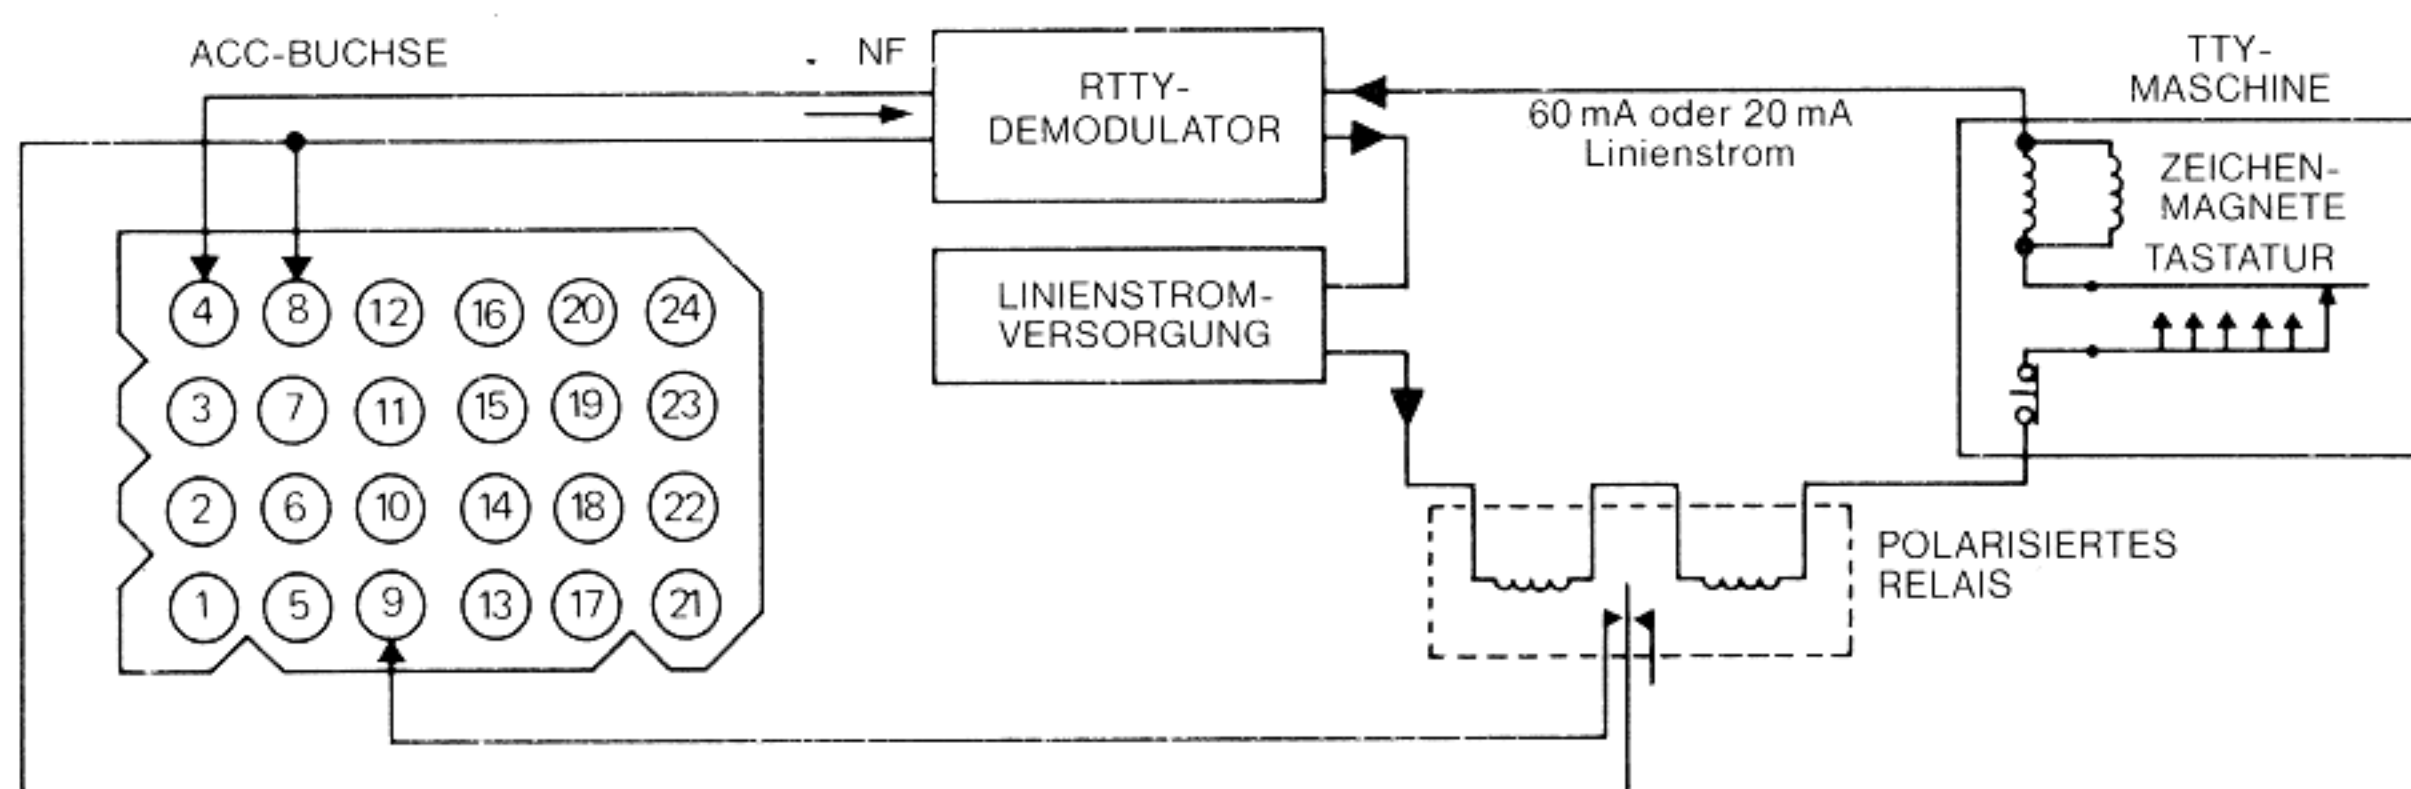 ACC-BUCHSE
NF
RTTY-
DEMODULATOR
60 mA oder 20 mA
Linienstrom
TTY-
MASCHINE
ZEICHEN-
MAGNETE
TASTATUR
LINIENSTROM-
VERSORGUNG
4 8 12 16 20 24
3 7 11 15 19 23
2 6 10 14 18 22
1 5 9 13 17 21
POLARISIERTES
RELAIS